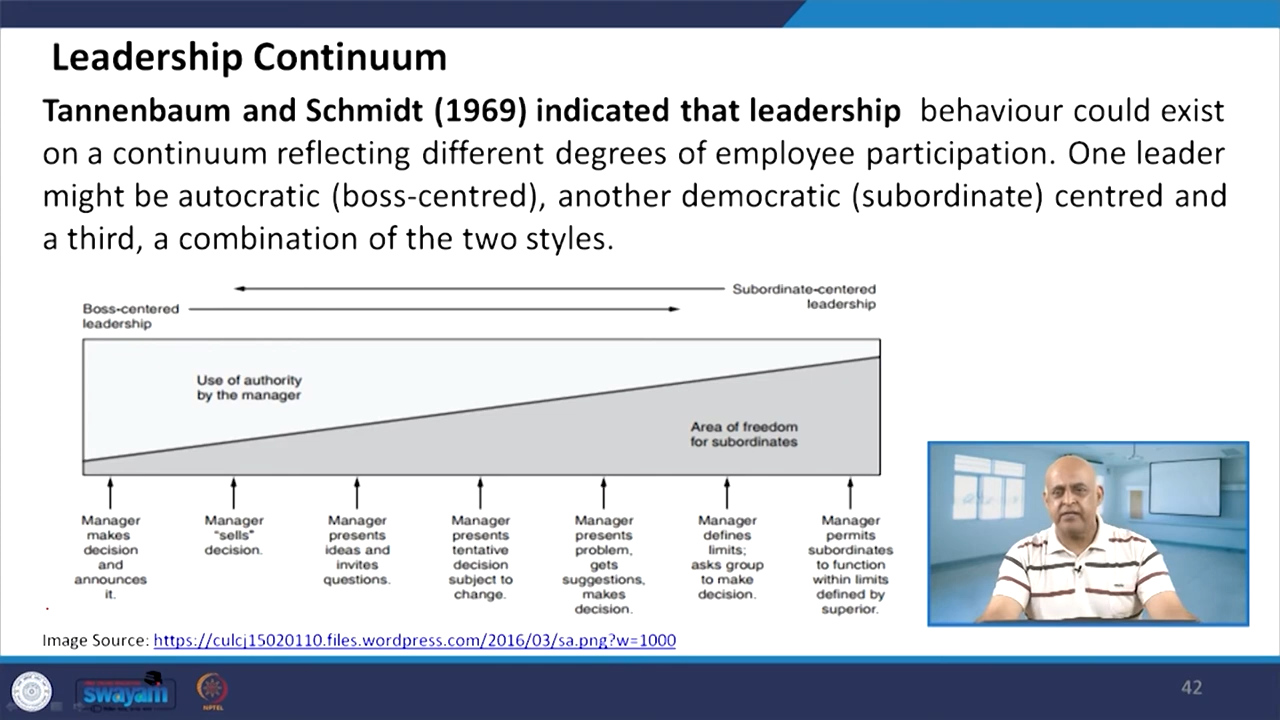 Leadership Continuum
Tannenbaum and Schmidt (1969) indicated that leadership behaviour could exist
on a continuum reflecting different degrees of employee participation. One leader
might be autocratic (boss-centred), another democratic (subordinate) centred and
a third, a combination of the two styles.
Boss-centered
leadership
Subordinate-centered
leadership
Use of authority
by the manager
Area of freedom
for subordinates
Manager
makes
decision
and
announces
it.
Manager
"sells"
decision.
Manager
presents
ideas and
invites
questions.
Manager
presents
tentative
decision
subject to
change.
Manager
presents
problem,
gets
suggestions,
makes
decision.
Manager
defines
limits;
asks group
to make
decision.
Manager
permits
subordinates
to function
within limits
defined by
superior.
Image Source: https://culcj15020110.files.wordpress.com/2016/03/sa.png?w=1000
swayam
NPTEL
42